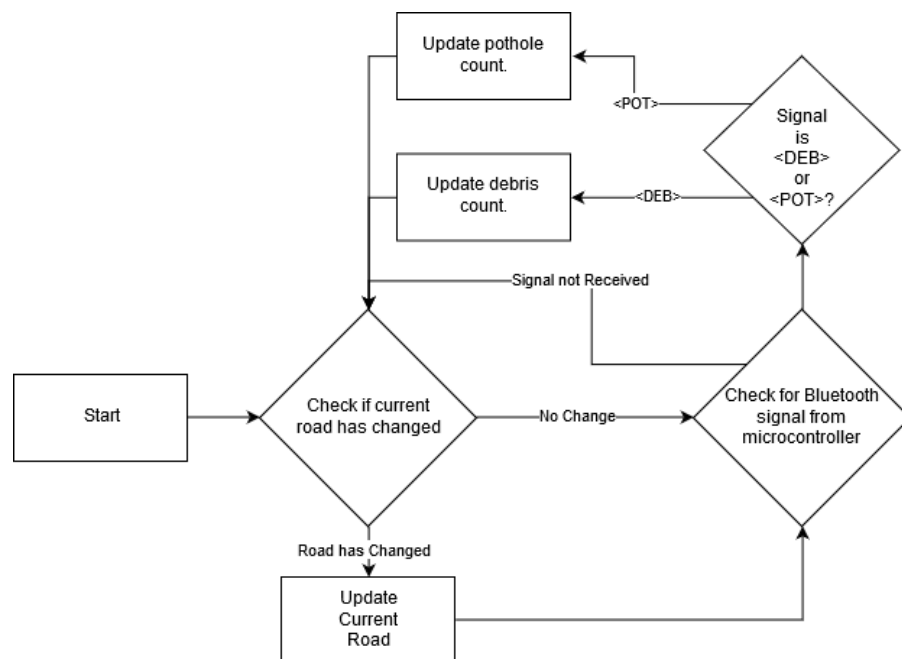 Update pothole
count.
<POT>
Signal
is
<DEB>
or
<POT>?
Update debris
count.
<DEB>
Signal not Received
Start
Check if current
road has changed
No Change
Check for Bluetooth
signal from
microcontroller
Road has Changed
Update
Current
Road